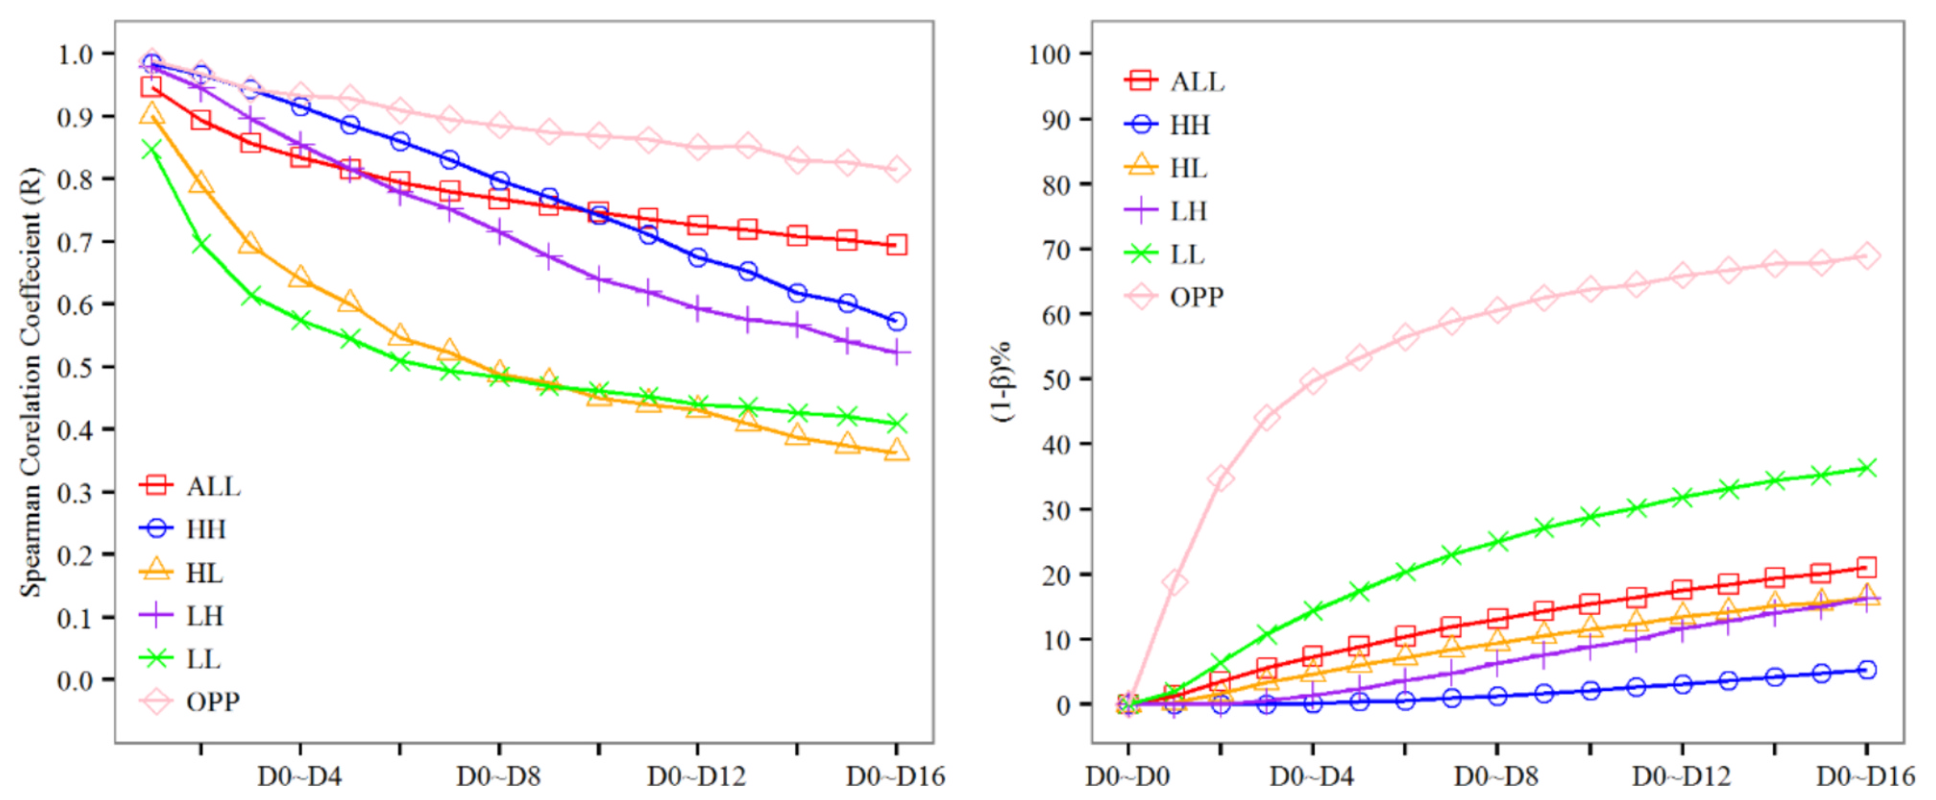 Spearman Corelation Coeffecient (R)
1.0
0.9
0.8
0.7
0.6
0.5
0.4
0.3
0.2
0.1
0.0
ALL
HH
HL
LH
LL
OPP
D0~D4
D0~D8
D0~D12
D0~D16
(1-β)%
100
90
80
70
60
50
40
30
20
10
0
ALL
HH
HL
LH
LL
OPP
D0~D0
D0~D4
D0~D8
D0~D12
D0~D16